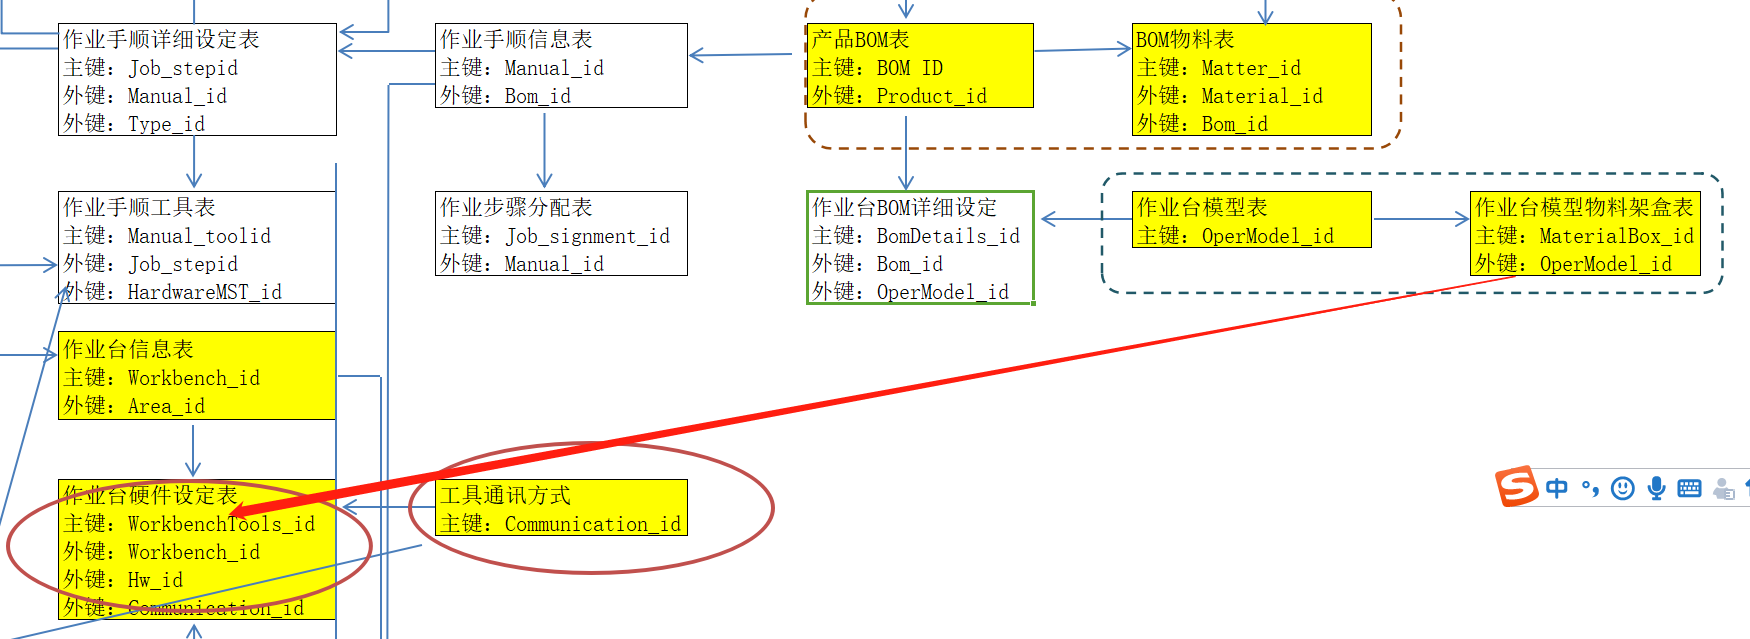 作业手顺详细设定表
主键：Job_stepid
外键：Manual_id
外键：Type_id
作业手顺信息表
主键：Manual_id
外键：Bom_id
产品BOM表
主键：BOM ID
外键：Product_id
BOM物料表
主键：Matter_id
外键：Material_id
外键：Bom_id
作业手顺工具表
主键：Manual_toolid
外键：Job_stepid
外键：HardwareMST_id
作业步骤分配表
主键：Job_signment_id
外键：Manual_id
作业台BOM详细设定
主键：BomDetails_id
外键：Bom_id
外键：OperModel_id
作业台模型表
主键：OperModel_id
作业台模型物料架盒表
主键：MaterialBox_id
外键：OperModel_id
作业台信息表
主键：Workbench_id
外键：Area_id
作业台硬件设定表
主键：WorkbenchTools_id
外键：Workbench_id
外键：Hw_id
外键：Communication_id
工具通讯方式
主键：Communication_id
S中